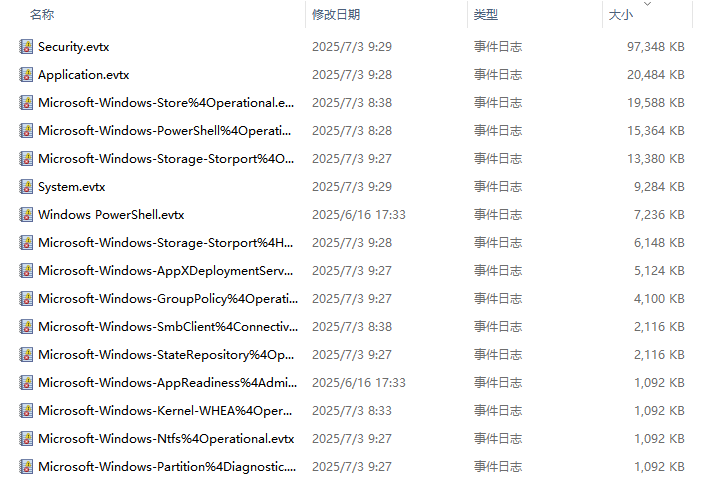 名称 修改日期 类型 大小
Security.evtx 2025/7/3 9:29 事件日志 97,348 KB
Application.evtx 2025/7/3 9:28 事件日志 20,484 KB
Microsoft-Windows-Store%4Operational.e... 2025/7/3 8:38 事件日志 19,588 KB
Microsoft-Windows-PowerShell%4Operati... 2025/7/3 8:28 事件日志 15,364 KB
Microsoft-Windows-Storage-Storport%4O... 2025/7/3 9:27 事件日志 13,380 KB
System.evtx 2025/7/3 9:29 事件日志 9,284 KB
Windows PowerShell.evtx 2025/6/16 17:33 事件日志 7,236 KB
Microsoft-Windows-Storage-Storport%4H... 2025/7/3 9:28 事件日志 6,148 KB
Microsoft-Windows-AppXDeploymentServ... 2025/7/3 9:27 事件日志 5,124 KB
Microsoft-Windows-GroupPolicy%4Operati... 2025/7/3 9:27 事件日志 4,100 KB
Microsoft-Windows-SmbClient%4Connectiv... 2025/7/3 8:38 事件日志 2,116 KB
Microsoft-Windows-StateRepository%4Op... 2025/7/3 9:27 事件日志 2,116 KB
Microsoft-Windows-AppReadiness%4Admi... 2025/6/16 17:33 事件日志 1,092 KB
Microsoft-Windows-Kernel-WHEA%4Oper... 2025/7/3 8:33 事件日志 1,092 KB
Microsoft-Windows-Ntfs%4Operational.evtx 2025/7/3 9:27 事件日志 1,092 KB
Microsoft-Windows-Partition%4Diagnostic.... 2025/7/3 9:27 事件日志 1,092 KB